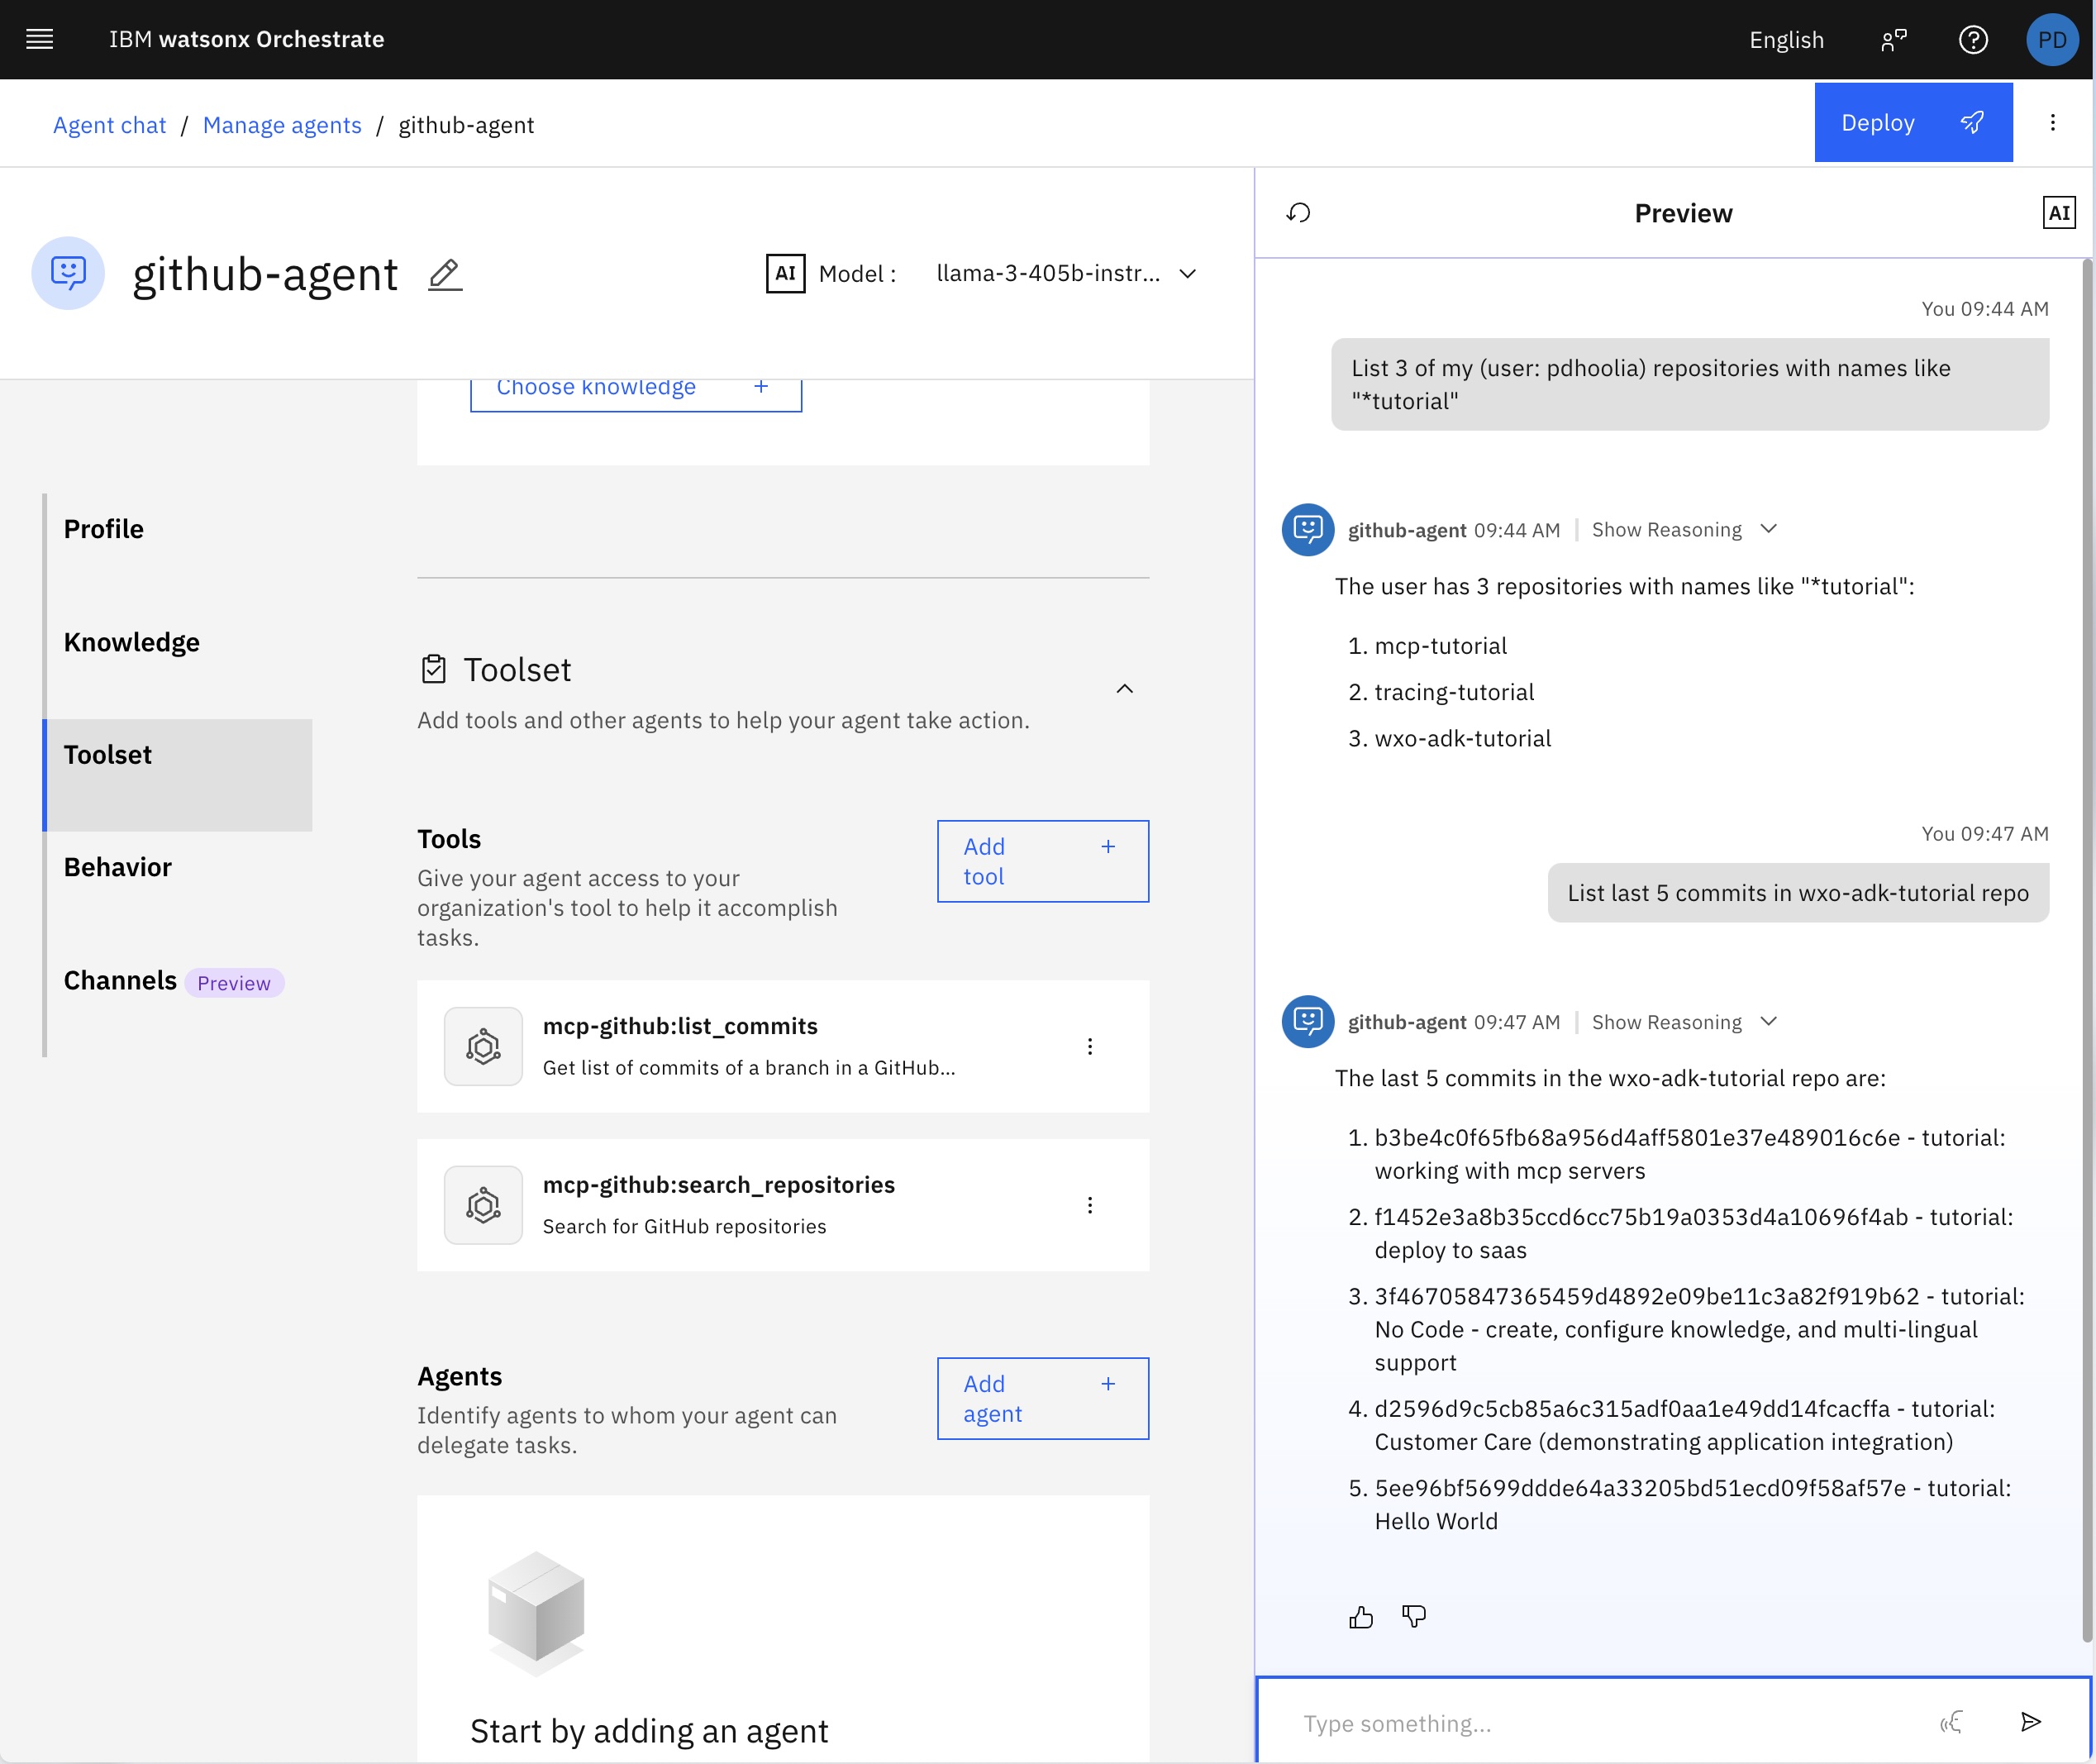 IBM watsonx Orchestrate
English
PD
Agent chat / Manage agents / github-agent
Deploy
github-agent
AI Model :
llama-3-405b-instr...
Choose knowledge +
Profile
Knowledge
Toolset
Behavior
Channels Preview
Toolset
Add tools and other agents to help your agent take action.
Tools
Give your agent access to your
organization's tool to help it accomplish
tasks.
Add +
tool
mcp-github:list_commits
Get list of commits of a branch in a GitHub...
mcp-github:search_repositories
Search for GitHub repositories
Agents
Identify agents to whom your agent can
delegate tasks.
Add +
agent
Start by adding an agent
Preview
AI
You 09:44 AM
List 3 of my (user: pdhoolia) repositories with names like
"*tutorial"
github-agent 09:44 AM | Show Reasoning
The user has 3 repositories with names like "*tutorial":
1. mcp-tutorial
2. tracing-tutorial
3. wxo-adk-tutorial
You 09:47 AM
List last 5 commits in wxo-adk-tutorial repo
github-agent 09:47 AM | Show Reasoning
The last 5 commits in the wxo-adk-tutorial repo are:
1. b3be4c0f65fb68a956d4aff5801e37e489016c6e - tutorial:
working with mcp servers
2. f1452e3a8b35ccd6cc75b19a0353d4a10696f4ab - tutorial:
deploy to saas
3. 3f46705847365459d4892e09be11c3a82f919b62 - tutorial:
No Code - create, configure knowledge, and multi-lingual
support
4. d2596d9c5cb85a6c315adf0aa1e49dd14fcacffa - tutorial:
Customer Care (demonstrating application integration)
5. 5ee96bf5699ddde64a33205bd51ecd09f58af57e - tutorial:
Hello World
Type something...